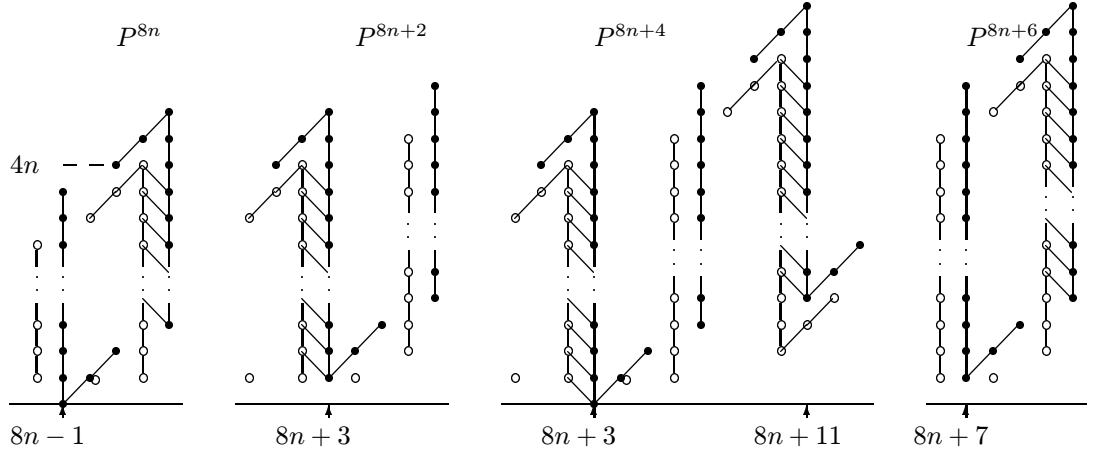 P^{8n}
P^{8n+2}
P^{8n+4}
P^{8n+6}
4n
8n − 1
8n + 3
8n + 3
8n + 11
8n + 7